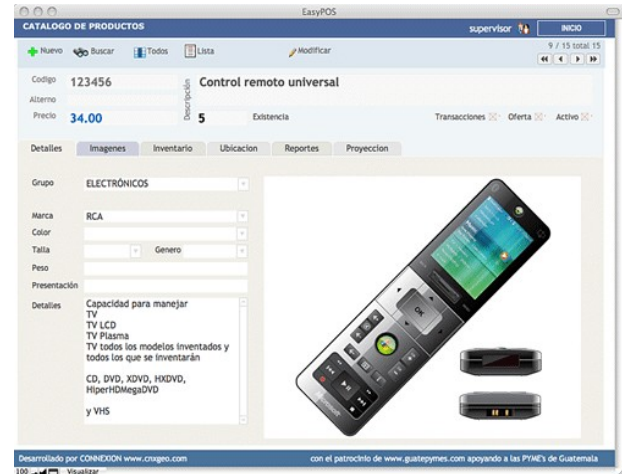 EasyPOS
CATALOGO DE PRODUCTOS
supervisor
INICIO
Nuevo
Buscar
Todos
Lista
Modificar
9 / 15 total 15
Codigo 123456
Descripción
Control remoto universal
Alterno
Precio 34.00
5 Existencia
Transacciones
Oferta
Activo
Detalles Imagenes Inventario Ubicacion Reportes Proyeccion
Grupo ELECTRÓNICOS
Marca RCA
Color
Talla Genero
Peso
Presentación
Detalles Capacidad para manejar
TV
TV LCD
TV Plasma
TV todos los modelos inventados y
todos los que se inventarán
CD, DVD, XDVD, HXDVD,
HiperHDMegaDVD
y VHS
OK
Microsoft
Desarrollado por CONNEXION www.cnxgeo.com
con el patrocinio de www.guatepymes.com apoyando a las PYME's de Guatemala
100 Visualizar